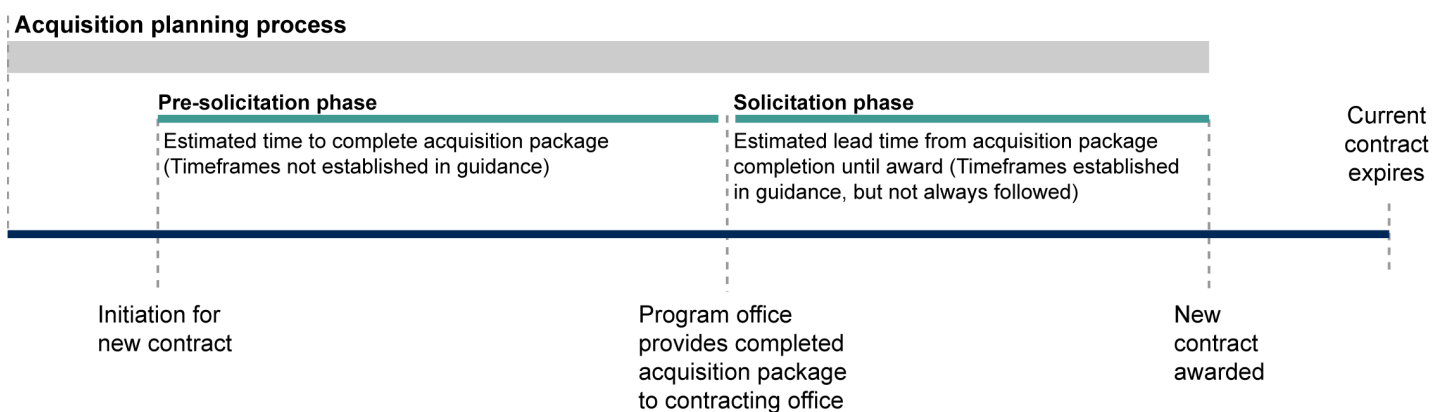 Acquisition planning process
Pre-solicitation phase
Estimated time to complete acquisition package
(Timeframes not established in guidance)
Solicitation phase
Estimated lead time from acquisition package
completion until award (Timeframes established
in guidance, but not always followed)
Current
contract
expires
Initiation for
new contract
Program office
provides completed
acquisition package
to contracting office
New
contract
awarded